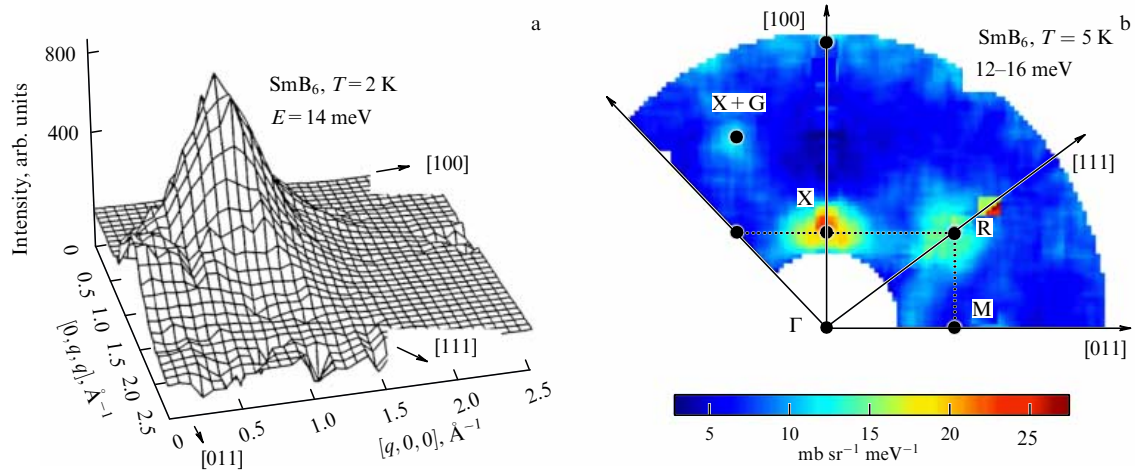 a
800
400
0
Intensity, arb. units
SmB₆, T = 2 K
E = 14 meV
[100]
[111]
[011]
0
0.5
1.0
1.5
2.0
2.5
[0, q, q], Å⁻¹
0
0.5
1.0
1.5
2.0
2.5
[q, 0, 0], Å⁻¹
b
[100]
SmB₆, T = 5 K
12–16 meV
X + G
[111]
X
R
M
Γ
[011]
5
10
15
20
25
mb sr⁻¹ meV⁻¹